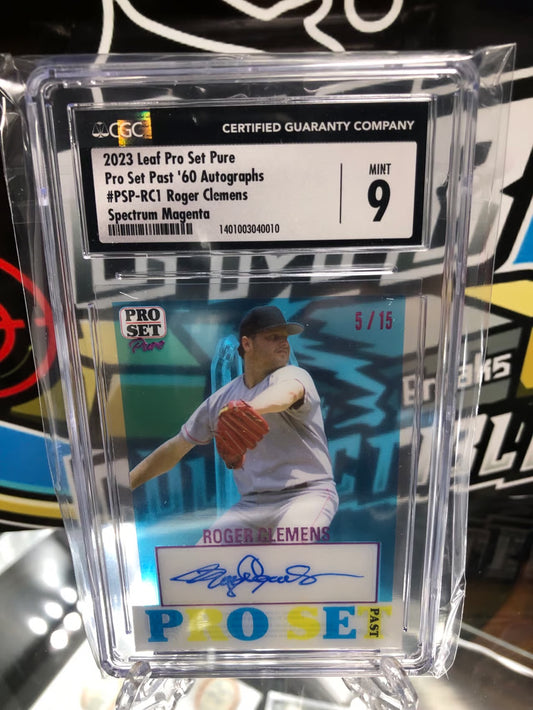 CGC
CERTIFIED GUARANTY COMPANY
2023 Leaf Pro Set Pure
Pro Set Past '60 Autographs
#PSP-RC1 Roger Clemens
Spectrum Magenta
1401003040010
MINT
9
PRO
SET
Pure
5/15
Breaks
ROGER CLEMENS
PRO SET
PAST